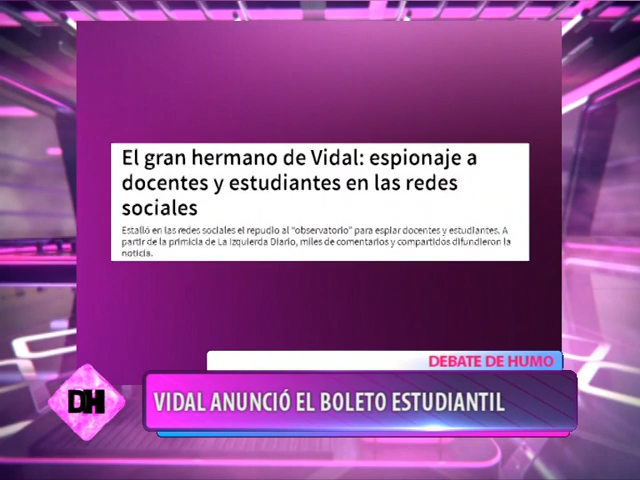 El gran hermano de Vidal: espionaje a
docentes y estudiantes en las redes
sociales
Estalló en las redes sociales el repudio al "observatorio" para espiar docentes y estudiantes. A
partir de la primicia de La Izquierda Diario, miles de comentarios y compartidos difundieron la
noticia.
DEBATE DE HUMO
DH
VIDAL ANUNCIÓ EL BOLETO ESTUDIANTIL